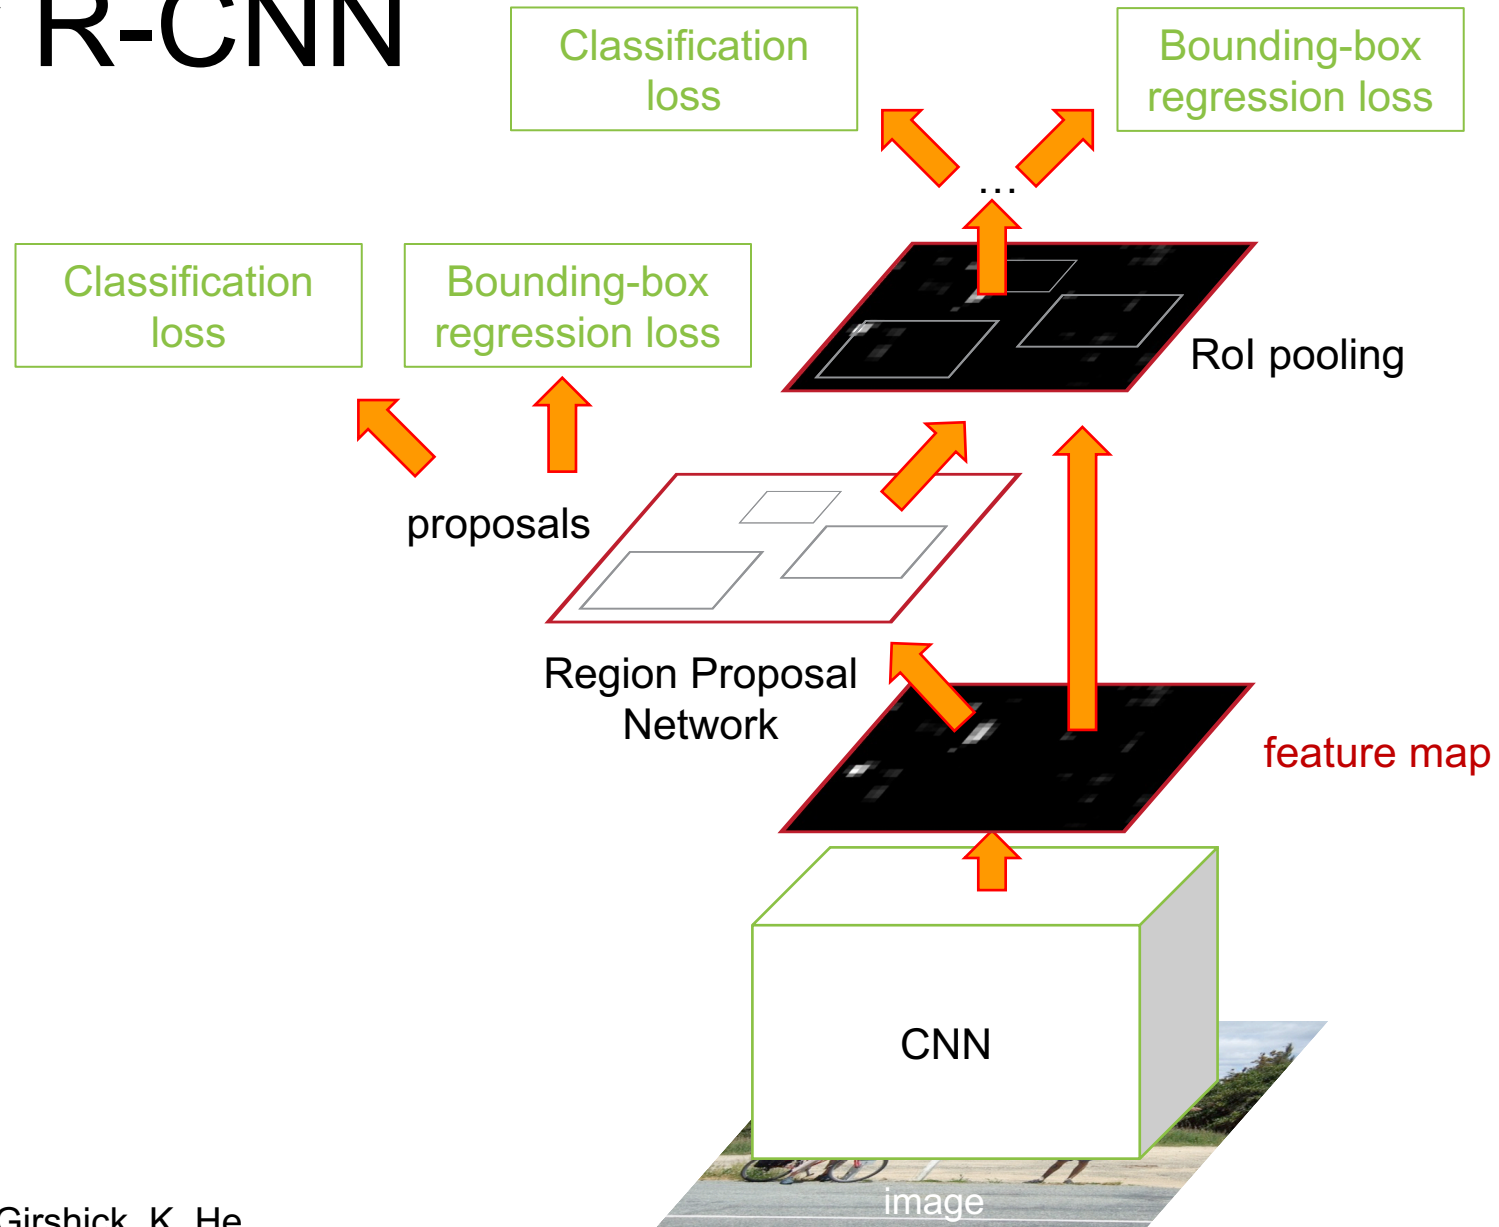 R-CNN
Classification
loss
Bounding-box
regression loss
...
Classification
loss
Bounding-box
regression loss
RoI pooling
proposals
Region Proposal
Network
feature map
CNN
image
Girshick, K. He